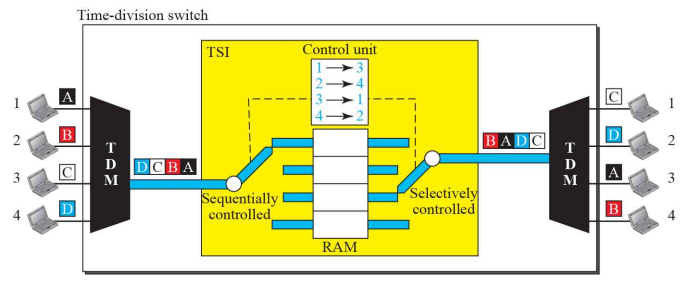 Time-division switch
TSI
Control unit
1 → 3
2 → 4
3 → 1
4 → 2
1 A
2 B
3 C
4 D
TDM
D C B A
Sequentially
controlled
RAM
Selectively
controlled
B A D C
TDM
C 1
D 2
A 3
B 4